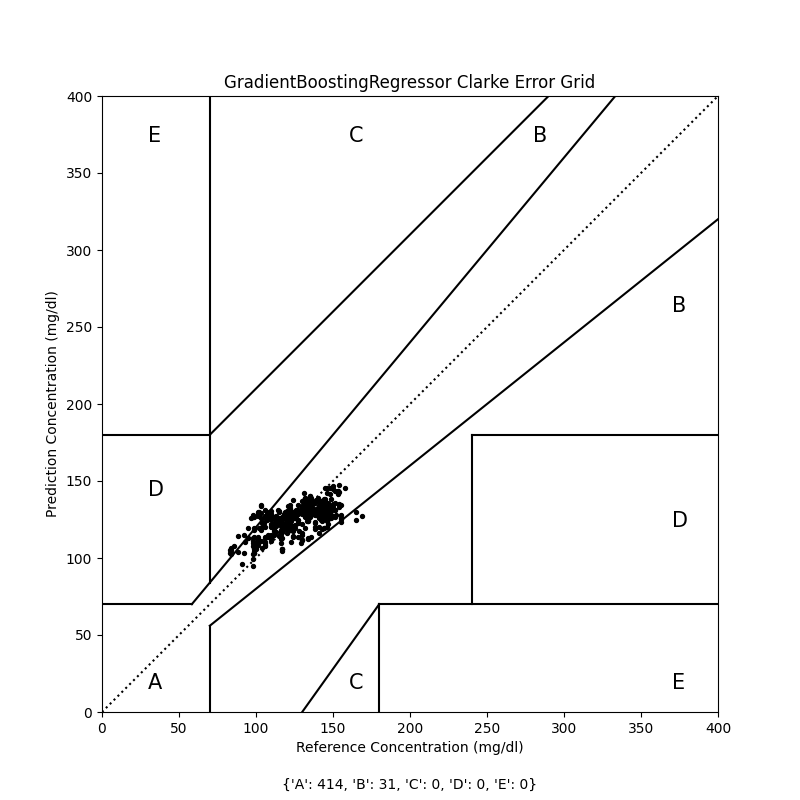 GradientBoostingRegressor Clarke Error Grid
400
E
C
B
350
300
B
250
Prediction Concentration (mg/dl)
200
150
D
D
100
50
A
C
E
0
0 50 100 150 200 250 300 350 400
Reference Concentration (mg/dl)
{'A': 414, 'B': 31, 'C': 0, 'D': 0, 'E': 0}